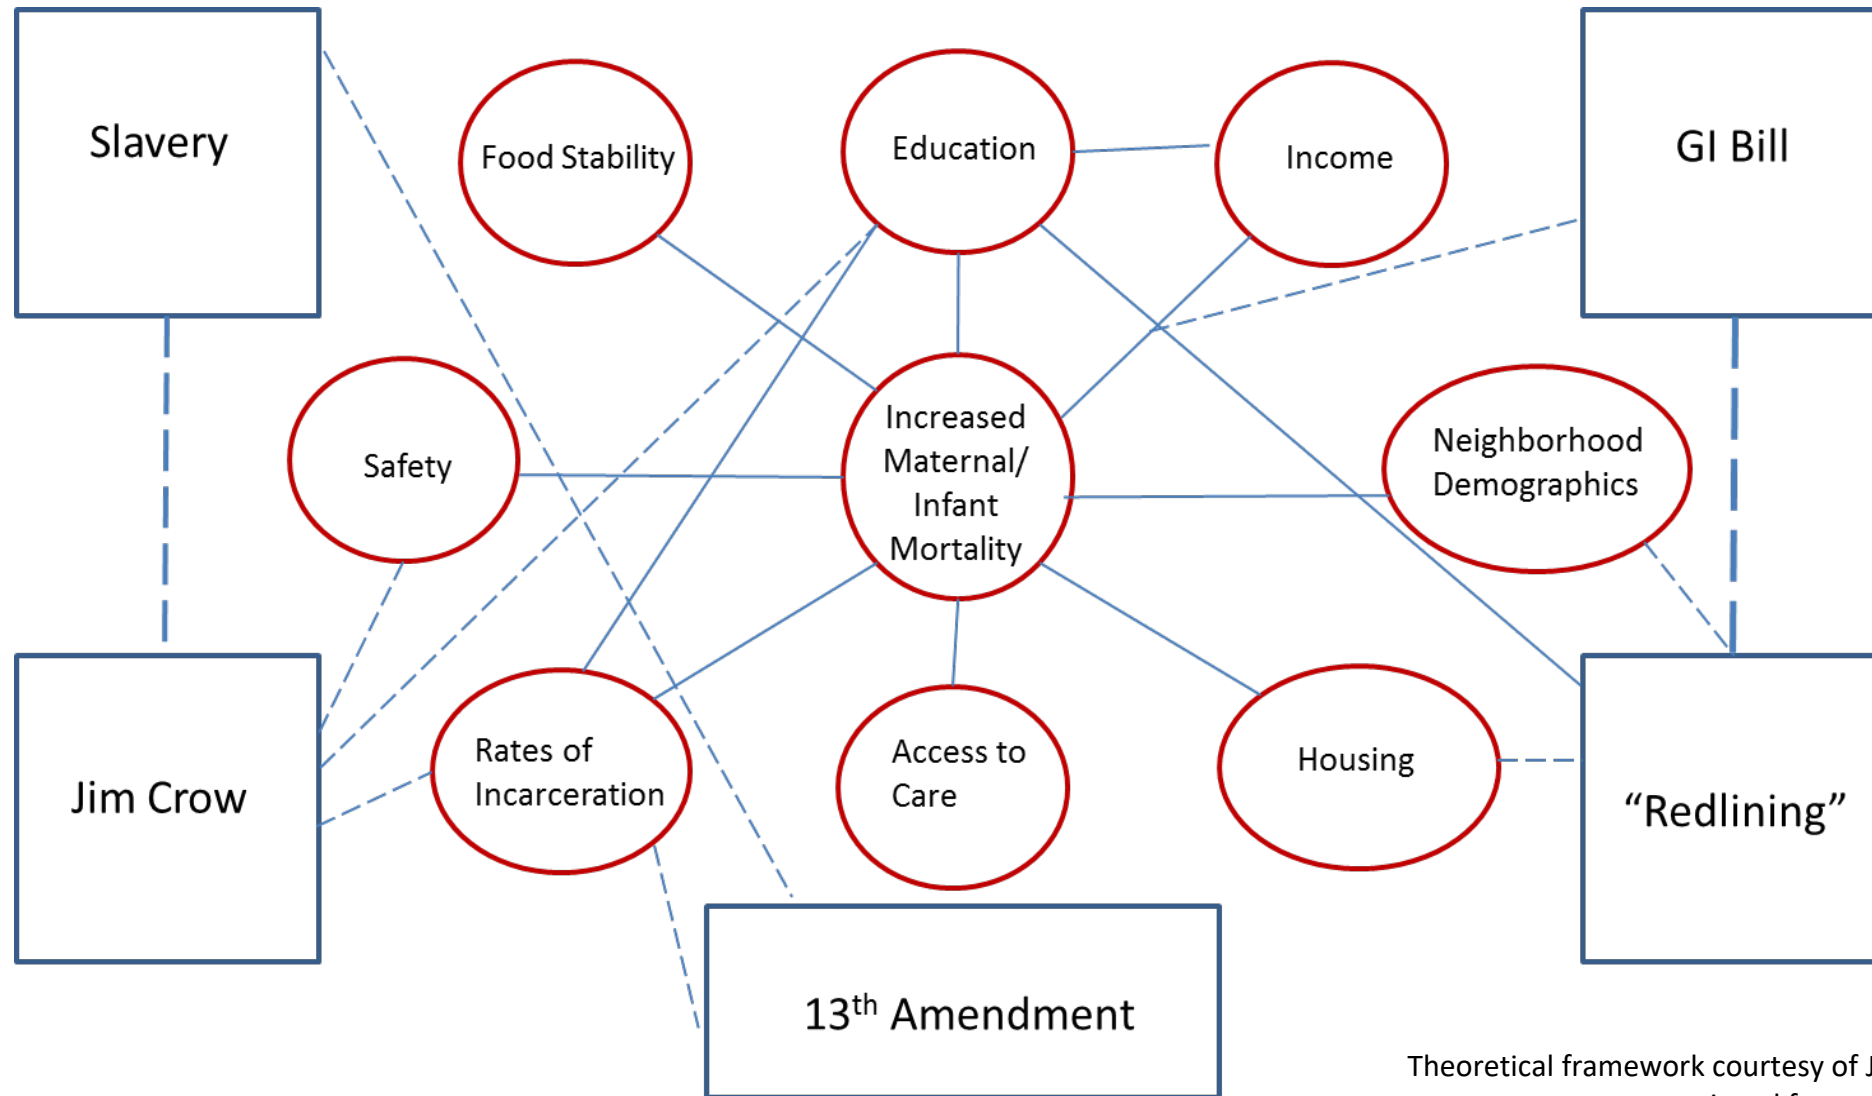 Slavery
Food Stability
Education
Income
GI Bill
Safety
Increased
Maternal/
Infant
Mortality
Neighborhood
Demographics
Jim Crow
Rates of
Incarceration
Access to
Care
Housing
“Redlining”
13th Amendment
Theoretical framework courtesy of J